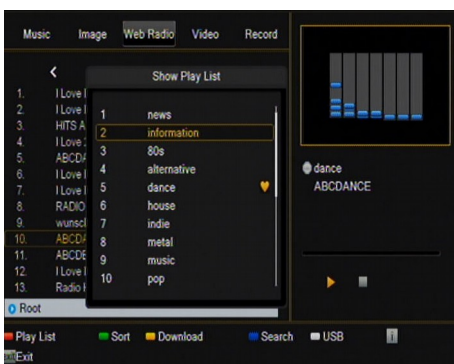 Music Image Web Radio Video Record
Show Play List
1. I Love
2. I Love
3. HITS A
4. I Love
5. ABCDA
6. I Love
7. I Love
8. RADIO
9. wunscl
10. ABCDA
11. ABCDE
12. I Love
13. Radio
1 news
2 information
3 80s
4 alternative
5 dance
6 house
7 indie
8 metal
9 music
10 pop
dance
ABCDANCE
Root
Play List Sort Download Search USB i
Exit